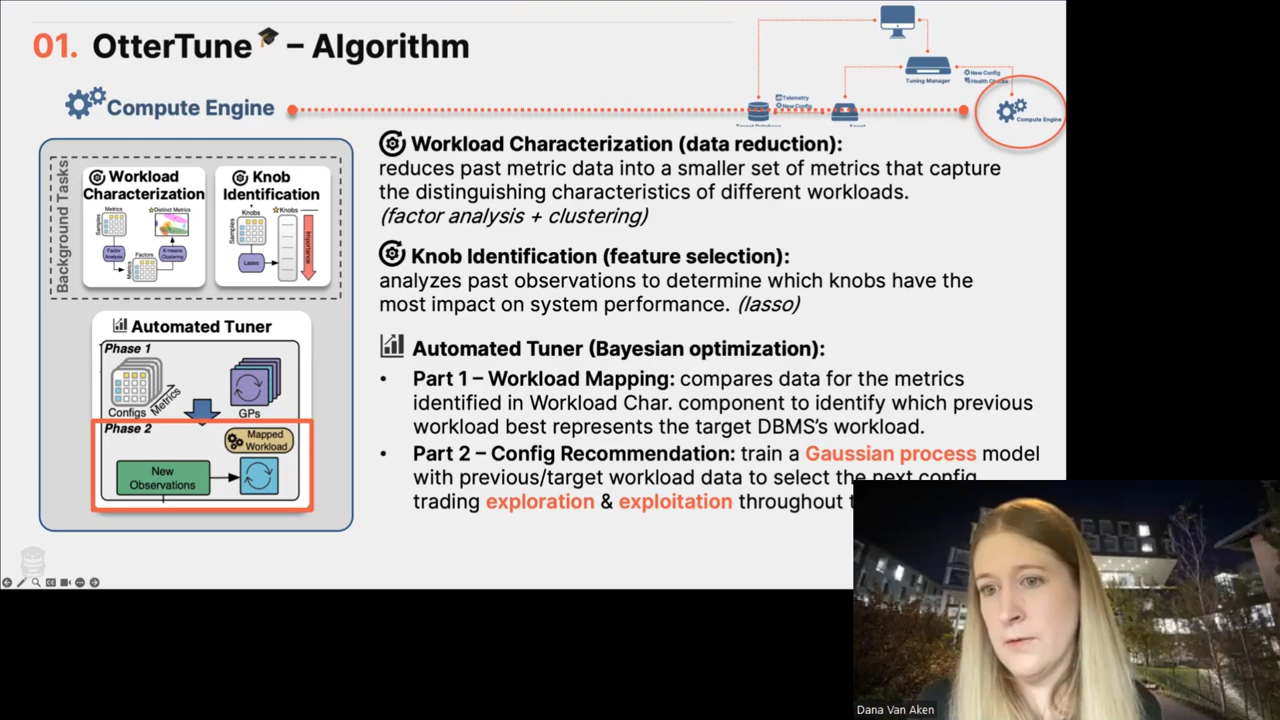 01. OtterTune – Algorithm
Tuning Manager
New Config
Telemetry
New Config
Compute Engine
Compute Engine
Background Tasks
Workload
Characterization
Metrics
Samples
Distinct Metrics
Factor
Analysis
Factors
Metrics
K-means
Clustering
Knob
Identification
Knobs
Samples
Knobs
Lasso
Importance
Automated Tuner
Phase 1
Configs
Metrics
GPs
Phase 2
Mapped
Workload
New
Observations
Workload Characterization (data reduction):
reduces past metric data into a smaller set of metrics that capture
the distinguishing characteristics of different workloads.
(factor analysis + clustering)
Knob Identification (feature selection):
analyzes past observations to determine which knobs have the
most impact on system performance. (lasso)
Automated Tuner (Bayesian optimization):
• Part 1 – Workload Mapping: compares data for the metrics
identified in Workload Char. component to identify which previous
workload best represents the target DBMS's workload.
• Part 2 – Config Recommendation: train a Gaussian process model
with previous/target workload data to select the next config
trading exploration & exploitation throughout
Dana Van Aken